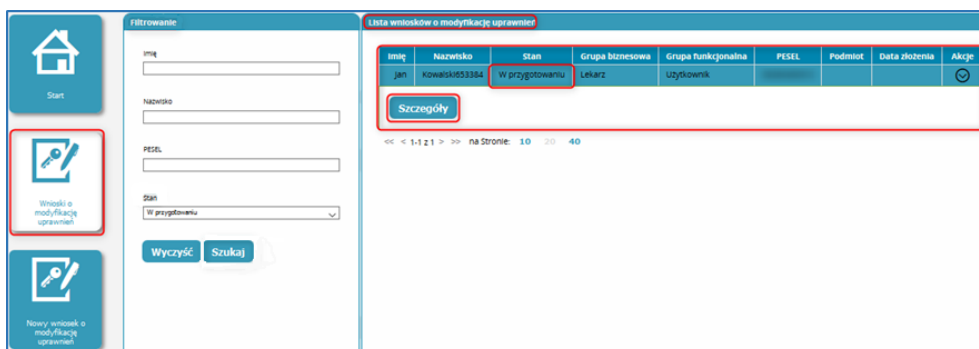 Start
Wnioski o
modyfikację
uprawnień
Nowy wniosek o
modyfikację
uprawnień
Filtrowanie
Imię
Nazwisko
PESEL
Stan
W przygotowaniu
Wyczyść Szukaj
Lista wniosków o modyfikację uprawnień
Imię Nazwisko Stan Grupa biznesowa Grupa funkcjonalna PESEL Podmiot Data złożenia Akcje
Jan Kowalski653384 W przygotowaniu Lekarz Użytkownik
Szczegóły
<< < 1-1 z 1 > >> na Stronie: 10 20 40